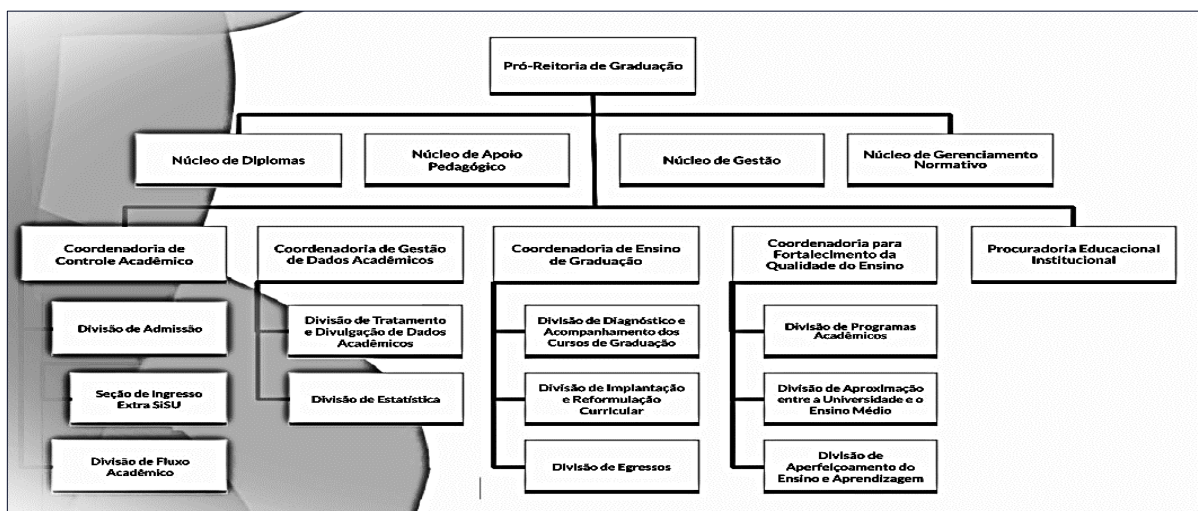 Pró-Reitoria de Graduação
Núcleo de Diplomas
Núcleo de Apoio
Pedagógico
Núcleo de Gestão
Núcleo de Gerenciamento
Normativo
Coordenadoria de
Controle Acadêmico
Coordenadoria de Gestão
de Dados Acadêmicos
Coordenadoria de Ensino
de Graduação
Coordenadoria para
Fortalecimento da
Qualidade do Ensino
Procuradoria Educacional
Institucional
Divisão de Admissão
Divisão de Tratamento
e Divulgação de Dados
Acadêmicos
Divisão de Diagnóstico e
Acompanhamento dos
Cursos de Graduação
Divisão de Programas
Acadêmicos
Seção de Ingresso
Extra SiSU
Divisão de Estatística
Divisão de Implantação
e Reformulação
Curricular
Divisão de Aproximação
entre a Universidade e o
Ensino Médio
Divisão de Fluxo
Acadêmico
Divisão de Egressos
Divisão de
Aperfeiçoamento do
Ensino e Aprendizagem